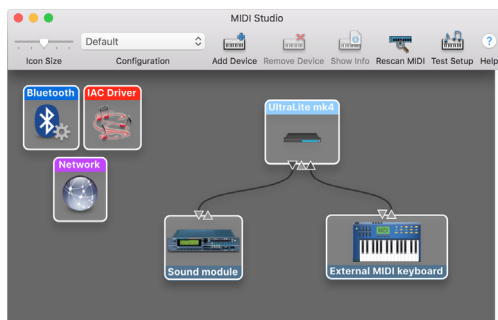 MIDI Studio
Default
Icon Size
Configuration
Add Device
Remove Device
Show Info
Rescan MIDI
Test Setup
?
Help
Bluetooth
IAC Driver
UltraLite mk4
Network
Sound module
External MIDI keyboard